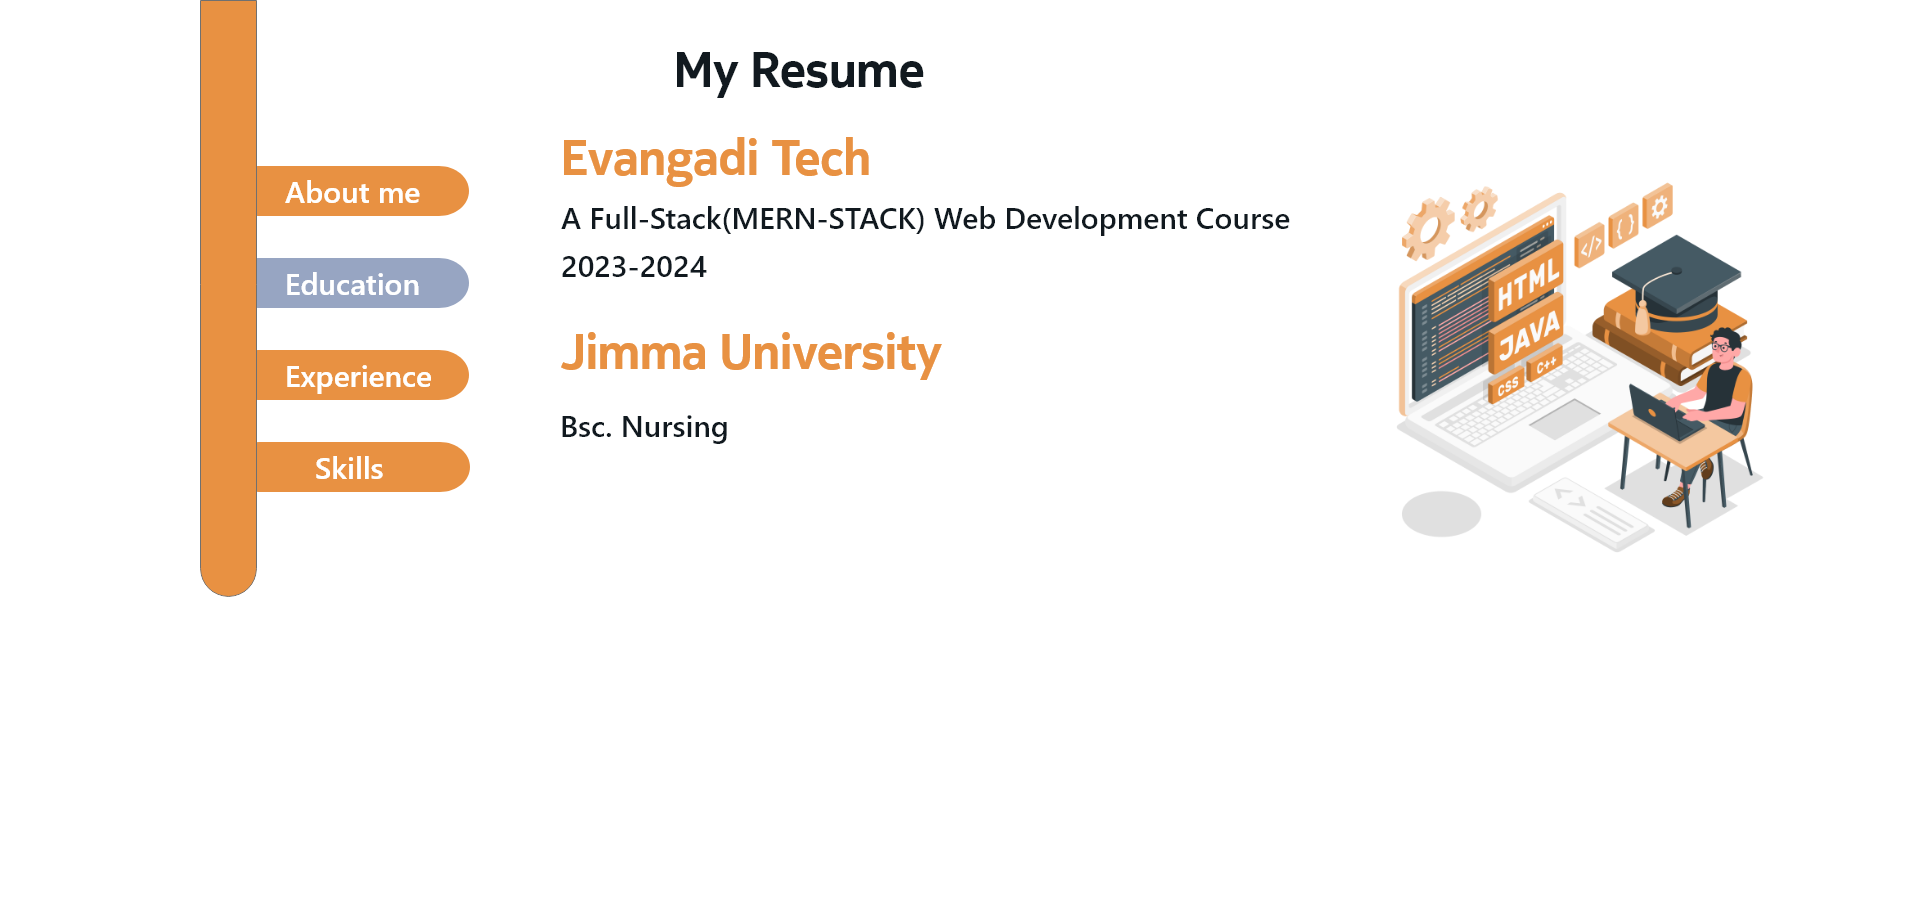 My Resume
About me
Education
Experience
Skills
Evangadi Tech
A Full-Stack(MERN-STACK) Web Development Course
2023-2024
Jimma University
Bsc. Nursing
</>
{ }
HTML
JAVA
CSS
C++
< >